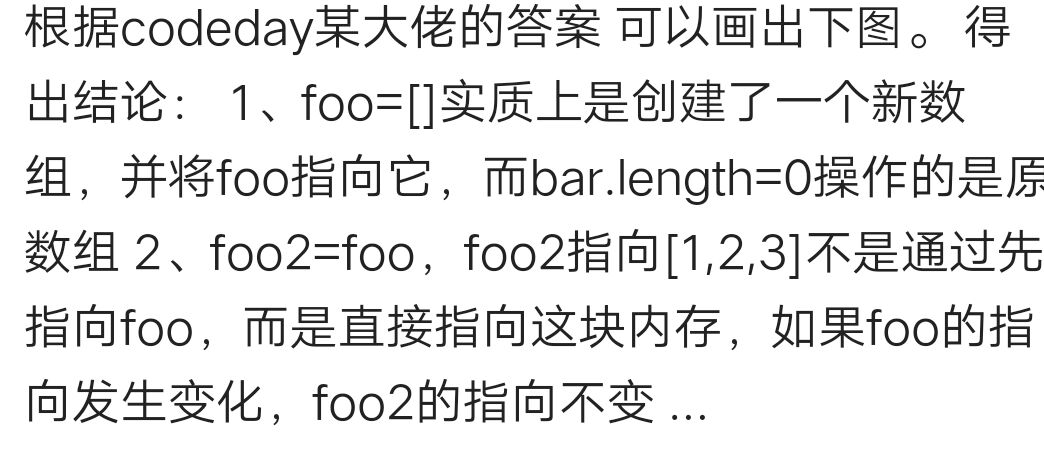 根据codeday某大佬的答案 可以画出下图。 得
出结论： 1、foo=[]实质上是创建了一个新数
组，并将foo指向它，而bar.length=0操作的是原
数组 2、foo2=foo，foo2指向[1,2,3]不是通过先
指向foo，而是直接指向这块内存，如果foo的指
向发生变化，foo2的指向不变 ...